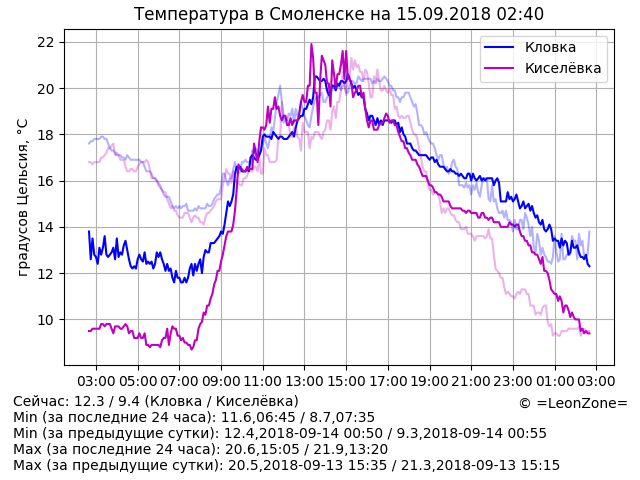 Температура в Смоленске на 15.09.2018 02:40
Кловка
Киселёвка
градусов Цельсия, °C
22
20
18
16
14
12
10
03:00 05:00 07:00 09:00 11:00 13:00 15:00 17:00 19:00 21:00 23:00 01:00 03:00
Сейчас: 12.3 / 9.4 (Кловка / Киселёвка)
© =LeonZone=
Min (за последние 24 часа): 11.6,06:45 / 8.7,07:35
Min (за предыдущие сутки): 12.4,2018-09-14 00:50 / 9.3,2018-09-14 00:55
Max (за последние 24 часа): 20.6,15:05 / 21.9,13:20
Max (за предыдущие сутки): 20.5,2018-09-13 15:35 / 21.3,2018-09-13 15:15